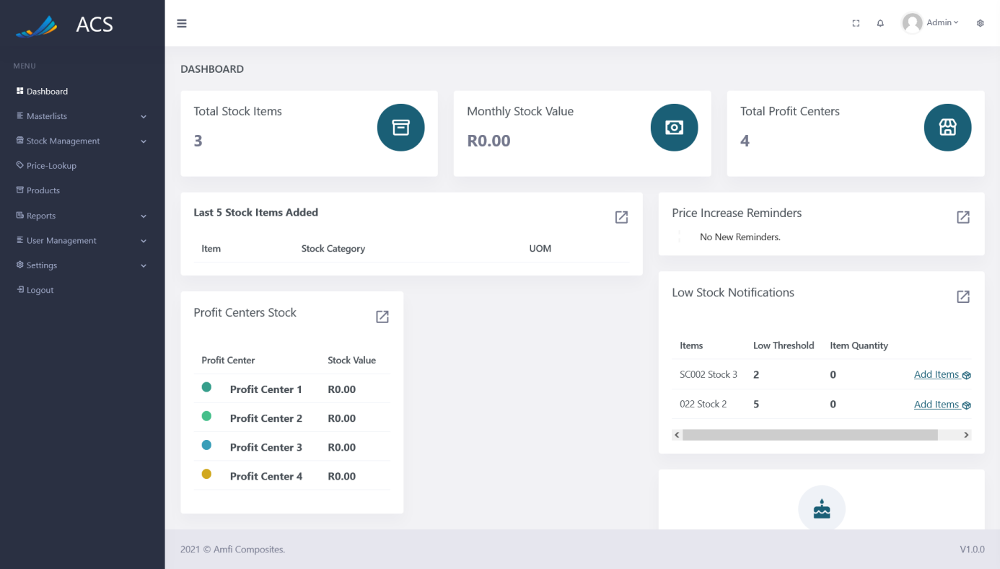 ACS
MENU
Dashboard
Masterlists
Stock Management
Price-Lookup
Products
Reports
User Management
Settings
Logout
Admin
DASHBOARD
Total Stock Items
3
Monthly Stock Value
R0.00
Total Profit Centers
4
Last 5 Stock Items Added
Item Stock Category UOM
Profit Centers Stock
Profit Center Stock Value
Profit Center 1 R0.00
Profit Center 2 R0.00
Profit Center 3 R0.00
Profit Center 4 R0.00
Price Increase Reminders
No New Reminders.
Low Stock Notifications
Items Low Threshold Item Quantity
SC002 Stock 3 2 0 Add Items
022 Stock 2 5 0 Add Items
2021 © Amfi Composites. V1.0.0